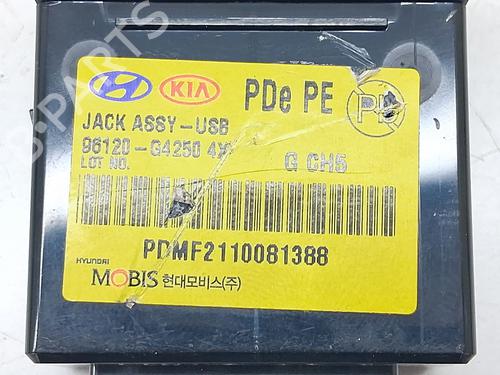 HYUNDAI KIA PDe PE
JACK ASSY-USB
96120-G4250 4X G CH5
LOT NO.
PDMF2110081388
HYUNDAI
MOBIS 현대모비스(주)